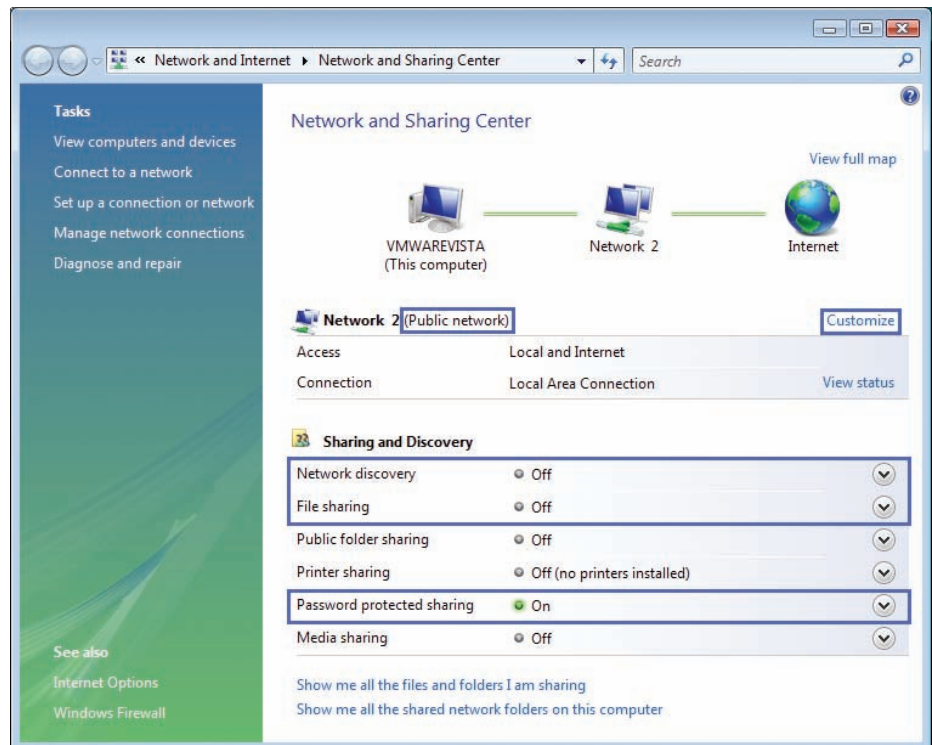 « Network and Internet ▸ Network and Sharing Center
Search
Tasks
View computers and devices
Connect to a network
Set up a connection or network
Manage network connections
Diagnose and repair
See also
Internet Options
Windows Firewall
Network and Sharing Center
View full map
VMWAREVISTA
(This computer)
Network 2
Internet
Network 2 (Public network) Customize
Access Local and Internet
Connection Local Area Connection View status
Sharing and Discovery
Network discovery Off
File sharing Off
Public folder sharing Off
Printer sharing Off (no printers installed)
Password protected sharing On
Media sharing Off
Show me all the files and folders I am sharing
Show me all the shared network folders on this computer